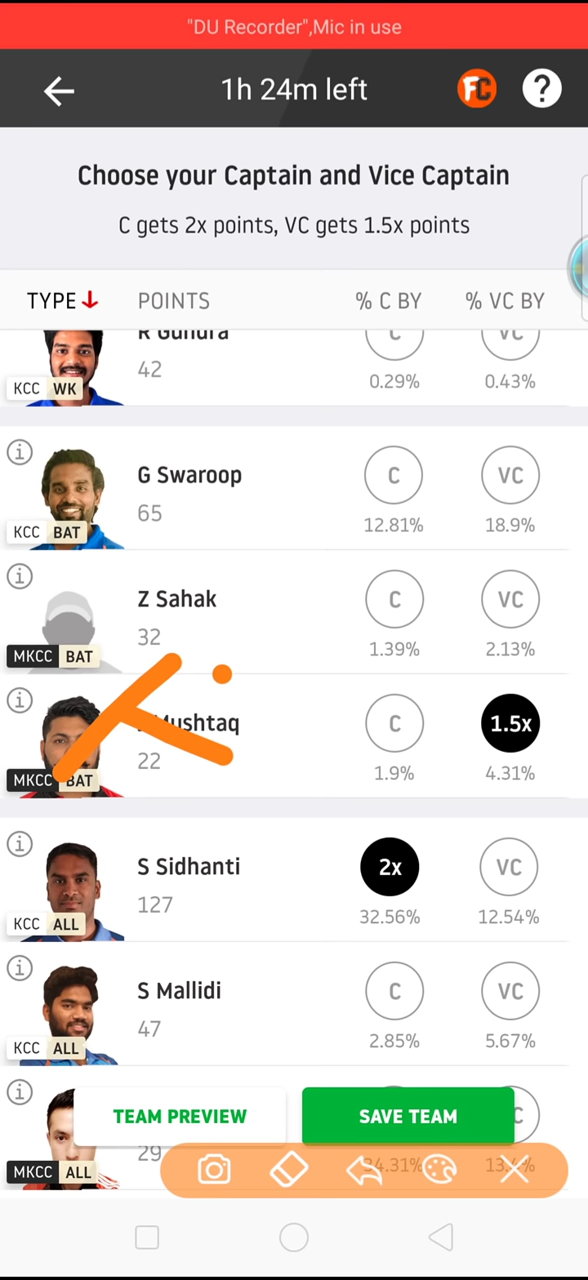 "DU Recorder",Mic in use
1h 24m left
FC
?
Choose your Captain and Vice Captain
C gets 2x points, VC gets 1.5x points
TYPE POINTS % C BY % VC BY
R Gundra
42
C VC
0.29% 0.43%
KCC WK
G Swaroop
65
C VC
12.81% 18.9%
KCC BAT
Z Sahak
32
C VC
1.39% 2.13%
MKCC BAT
Mushtaq
22
C 1.5x
1.9% 4.31%
MKCC BAT
S Sidhanti
127
2x VC
32.56% 12.54%
KCC ALL
S Mallidi
47
C VC
2.85% 5.67%
KCC ALL
TEAM PREVIEW SAVE TEAM
29
MKCC ALL